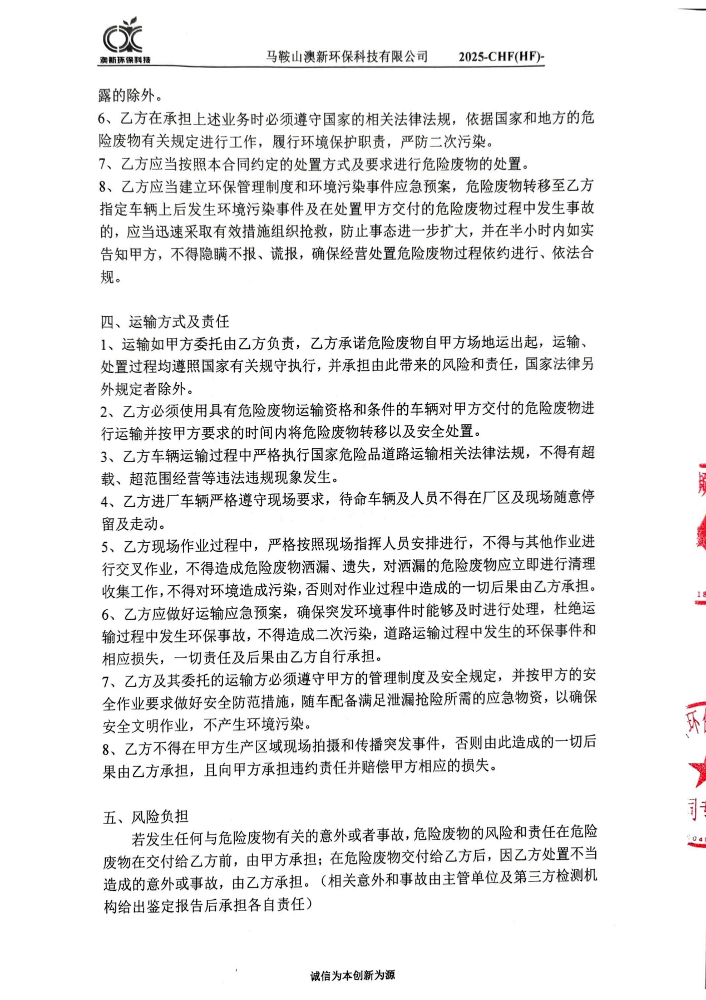 澳新环保科技
马鞍山澳新环保科技有限公司 2025-CHF(HF)-
露的除外。
6、乙方在承担上述业务时必须遵守国家的相关法律法规，依据国家和地方的危
险废物有关规定进行工作，履行环境保护职责，严防二次污染。
7、乙方应当按照本合同约定的处置方式及要求进行危险废物的处置。
8、乙方应当建立环保管理制度和环境污染事件应急预案，危险废物转移至乙方
指定车辆上后发生环境污染事件及在处置甲方交付的危险废物过程中发生事故
的，应当迅速采取有效措施组织抢救，防止事态进一步扩大，并在半小时内如实
告知甲方，不得隐瞒不报、谎报，确保经营处置危险废物过程依约进行、依法合
规。
四、运输方式及责任
1、运输如甲方委托由乙方负责，乙方承诺危险废物自甲方场地运出起，运输、
处置过程均遵照国家有关规守执行，并承担由此带来的风险和责任，国家法律另
外规定者除外。
2、乙方必须使用具有危险废物运输资格和条件的车辆对甲方交付的危险废物进
行运输并按甲方要求的时间内将危险废物转移以及安全处置。
3、乙方车辆运输过程中严格执行国家危险品道路运输相关法律法规，不得有超
载、超范围经营等违法违规现象发生。
4、乙方进厂车辆严格遵守现场要求，待命车辆及人员不得在厂区及现场随意停
留及走动。
5、乙方现场作业过程中，严格按照现场指挥人员安排进行，不得与其他作业进
行交叉作业，不得造成危险废物洒漏、遗失，对洒漏的危险废物应立即进行清理
收集工作，不得对环境造成污染，否则对作业过程中造成的一切后果由乙方承担。
6、乙方应做好运输应急预案，确保突发环境事件时能够及时进行处理，杜绝运
输过程中发生环保事故，不得造成二次污染，道路运输过程中发生的环保事件和
相应损失，一切责任及后果由乙方自行承担。
7、乙方及其委托的运输方必须遵守甲方的管理制度及安全规定，并按甲方的安
全作业要求做好安全防范措施，随车配备满足泄漏抢险所需的应急物资，以确保
安全文明作业，不产生环境污染。
8、乙方不得在甲方生产区域现场拍摄和传播突发事件，否则由此造成的一切后
果由乙方承担，且向甲方承担违约责任并赔偿甲方相应的损失。
五、风险负担
若发生任何与危险废物有关的意外或者事故，危险废物的风险和责任在危险
废物在交付给乙方前，由甲方承担；在危险废物交付给乙方后，因乙方处置不当
造成的意外或事故，由乙方承担。（相关意外和事故由主管单位及第三方检测机
构给出鉴定报告后承担各自责任）
18
环
司专
040
诚信为本创新为源